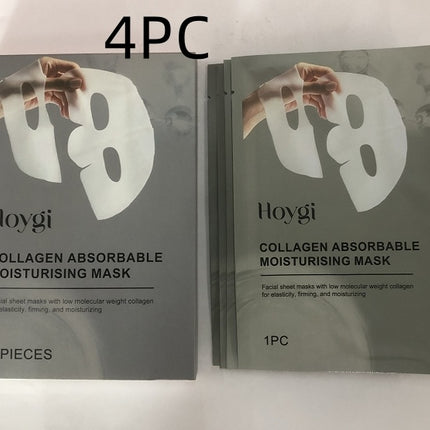 4PC
Hoygi
COLLAGEN ABSORBABLE
MOISTURISING MASK
Facial sheet masks with low molecular weight collagen
for elasticity, firming, and moisturizing
PIECES
Hoygi
COLLAGEN ABSORBABLE
MOISTURISING MASK
Facial sheet masks with low molecular weight collagen
for elasticity, firming, and moisturizing
1PC